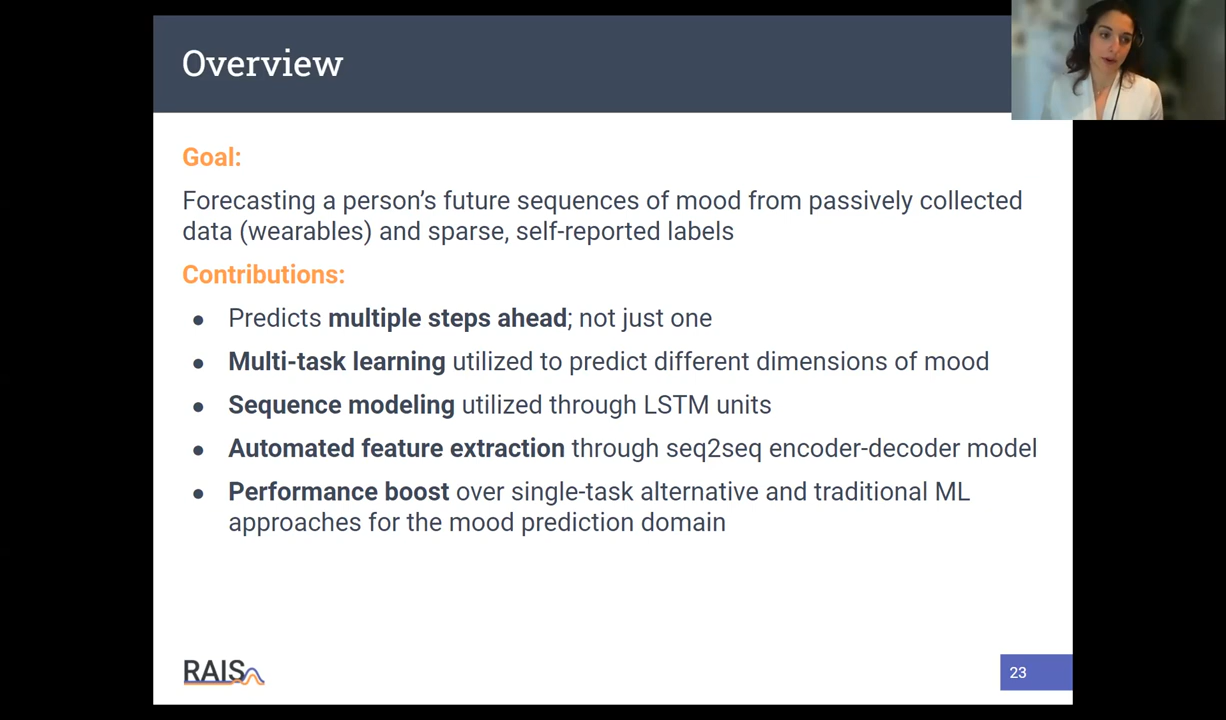 Overview
Goal:
Forecasting a person’s future sequences of mood from passively collected
data (wearables) and sparse, self-reported labels
Contributions:
● Predicts multiple steps ahead; not just one
● Multi-task learning utilized to predict different dimensions of mood
● Sequence modeling utilized through LSTM units
● Automated feature extraction through seq2seq encoder-decoder model
● Performance boost over single-task alternative and traditional ML
approaches for the mood prediction domain
RAIS
23